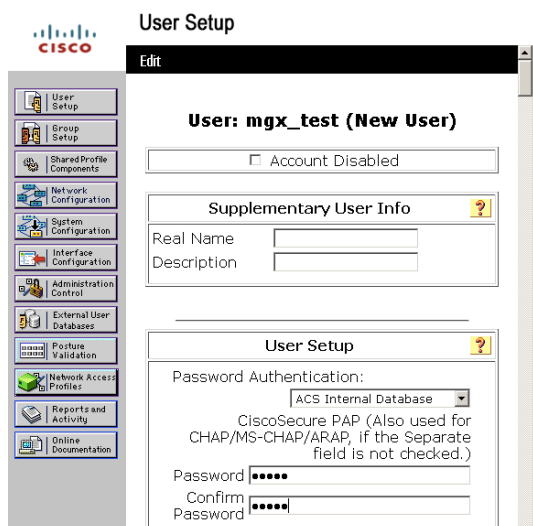 CISCO
User Setup
Edit
User
Setup
Group
Setup
Shared Profile
Components
Network
Configuration
System
Configuration
Interface
Configuration
Administration
Control
External User
Databases
Posture
Validation
Network Access
Profiles
Reports and
Activity
Online
Documentation
User: mgx_test (New User)
Account Disabled
Supplementary User Info
?
Real Name
Description
User Setup
?
Password Authentication:
ACS Internal Database
CiscoSecure PAP (Also used for
CHAP/MS-CHAP/ARAP, if the Separate
field is not checked.)
Password •••••
Confirm
Password •••••